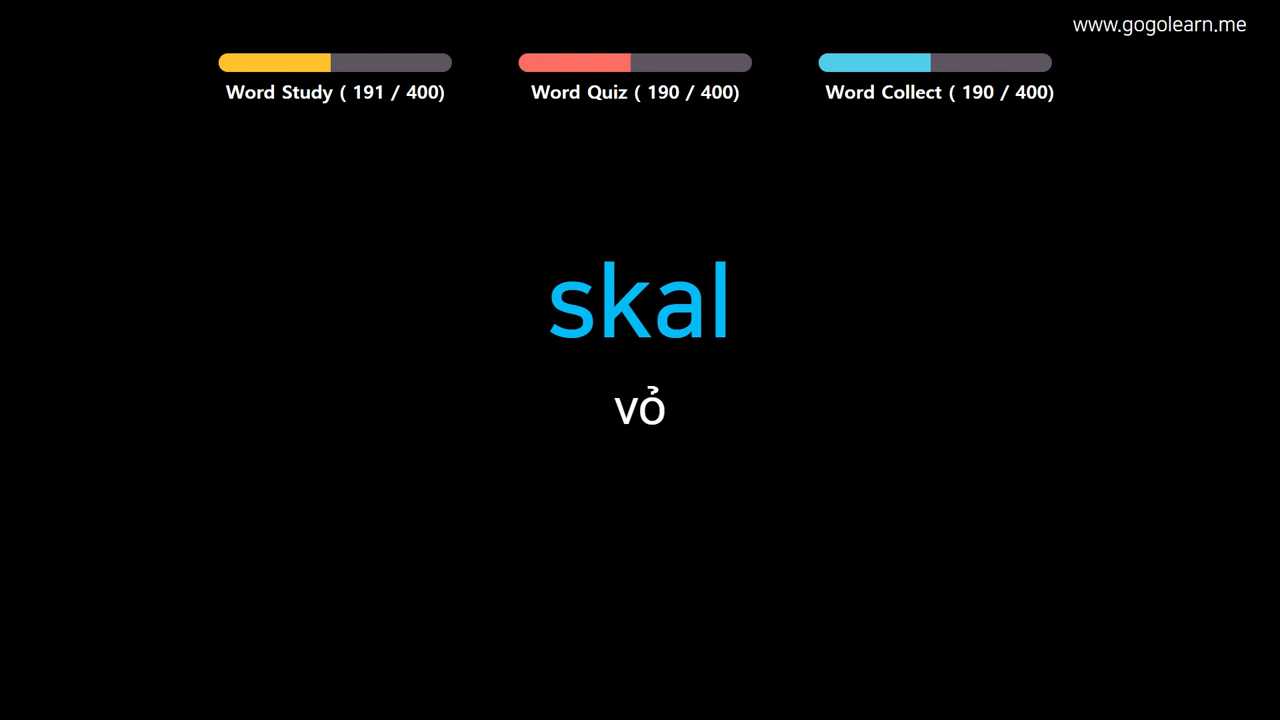 www.gogolearn.me
Word Study ( 191 / 400)
Word Quiz ( 190 / 400)
Word Collect ( 190 / 400)
skal
vỏ